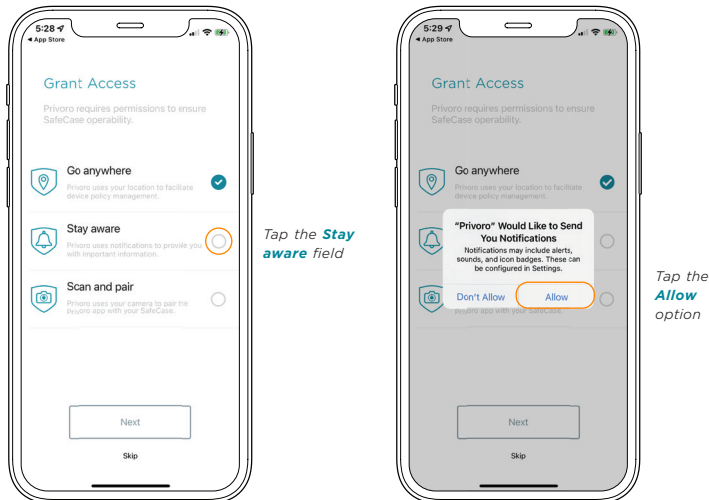 5:28
App Store
Grant Access
Privoro requires permissions to ensure
SafeCase operability.
Go anywhere
Privoro uses your location to faciliate
device policy management.
Stay aware
Privoro uses notifications to provide you
with important information.
Scan and pair
Privoro uses your camera to pair the
Privoro app with your SafeCase.
Next
Skip
Tap the Stay
aware field
5:29
App Store
Grant Access
Privoro requires permissions to ensure
SafeCase operability.
Go anywhere
Privoro uses your location to faciliate
device policy management.
"Privoro" Would Like to Send
You Notifications
Notifications may include alerts,
sounds, and icon badges. These can
be configured in Settings.
Don't Allow
Allow
Privoro app with your SafeCase.
Next
Skip
Tap the
Allow
option